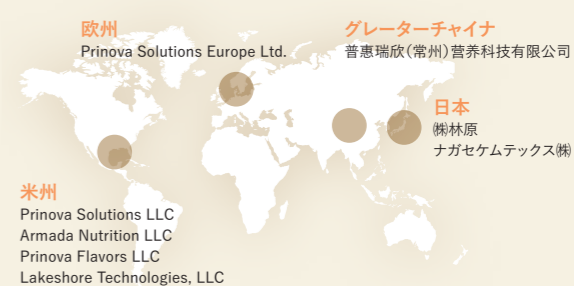 欧州
Prinova Solutions Europe Ltd.
グレーターチャイナ
普惠瑞欣(常州)营养科技有限公司
日本
㈱林原
ナガセケムテックス㈱
米州
Prinova Solutions LLC
Armada Nutrition LLC
Prinova Flavors LLC
Lakeshore Technologies, LLC